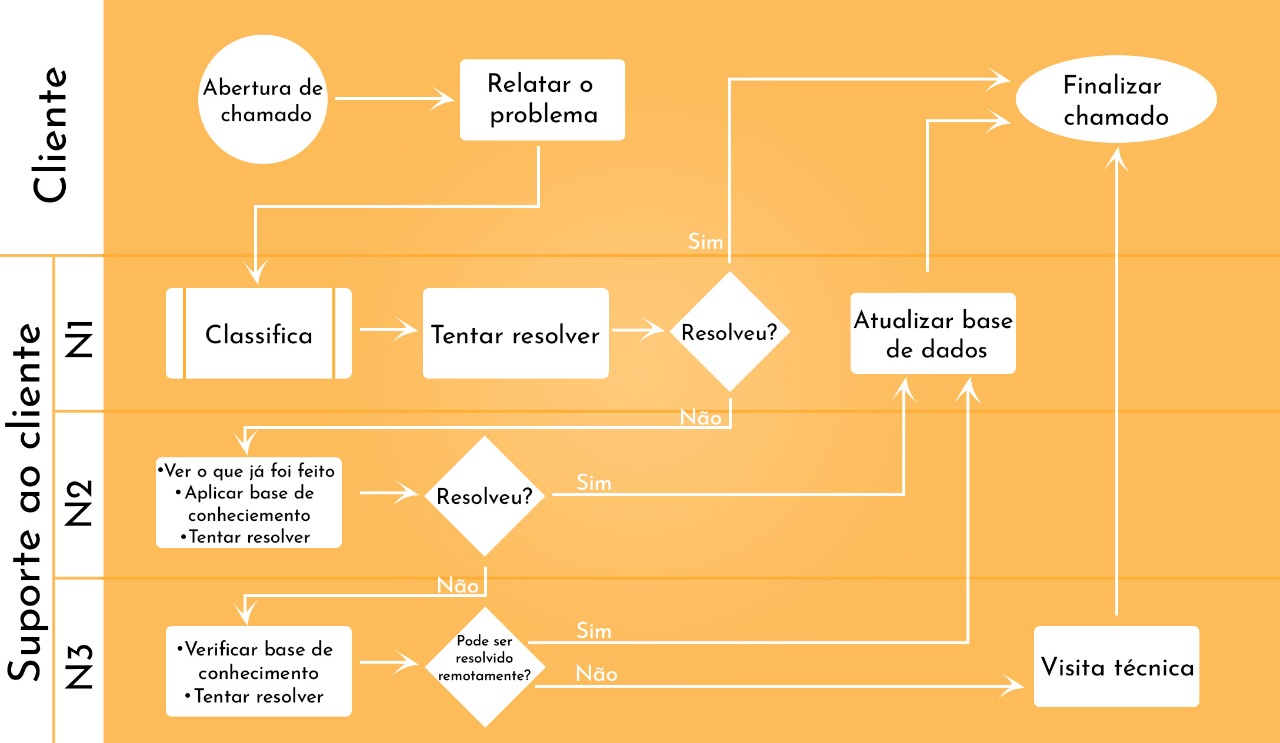 Cliente
Abertura de
chamado
Relatar o
problema
Finalizar
chamado
Suporte ao cliente
N1
Classifica
Tentar resolver
Resolveu?
Sim
Não
Atualizar base
de dados
N2
•Ver o que já foi feito
•Aplicar base de
conheciemento
•Tentar resolver
Resolveu?
Sim
Não
N3
•Verificar base de
conhecimento
•Tentar resolver
Pode ser
resolvido
remotamente?
Sim
Não
Visita técnica